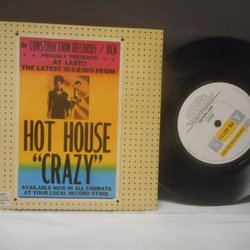 de CONSTRUCTION RECORDS / RCA
PROUDLY PRESENTS
AT LAST!!
THE LATEST WAXING FROM
HOT HOUSE
"CRAZY"
AVAILABLE NOW IN ALL FORMATS
AT YOUR LOCAL RECORD STORE